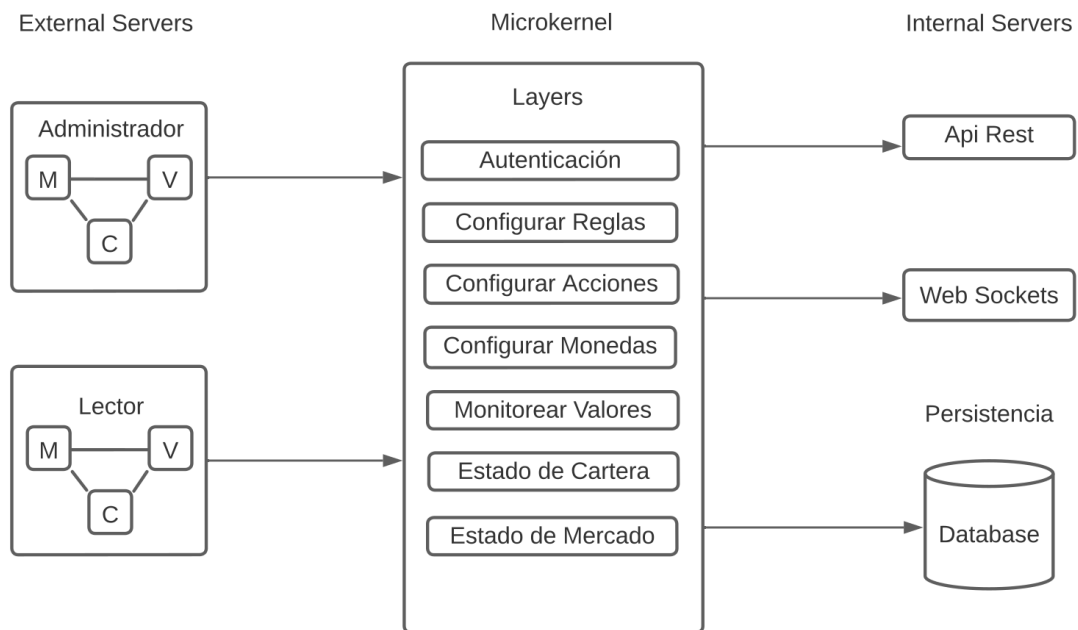 External Servers
Microkernel
Internal Servers
Administrador
M
V
C
Lector
M
V
C
Layers
Autenticación
Configurar Reglas
Configurar Acciones
Configurar Monedas
Monitorear Valores
Estado de Cartera
Estado de Mercado
Api Rest
Web Sockets
Persistencia
Database